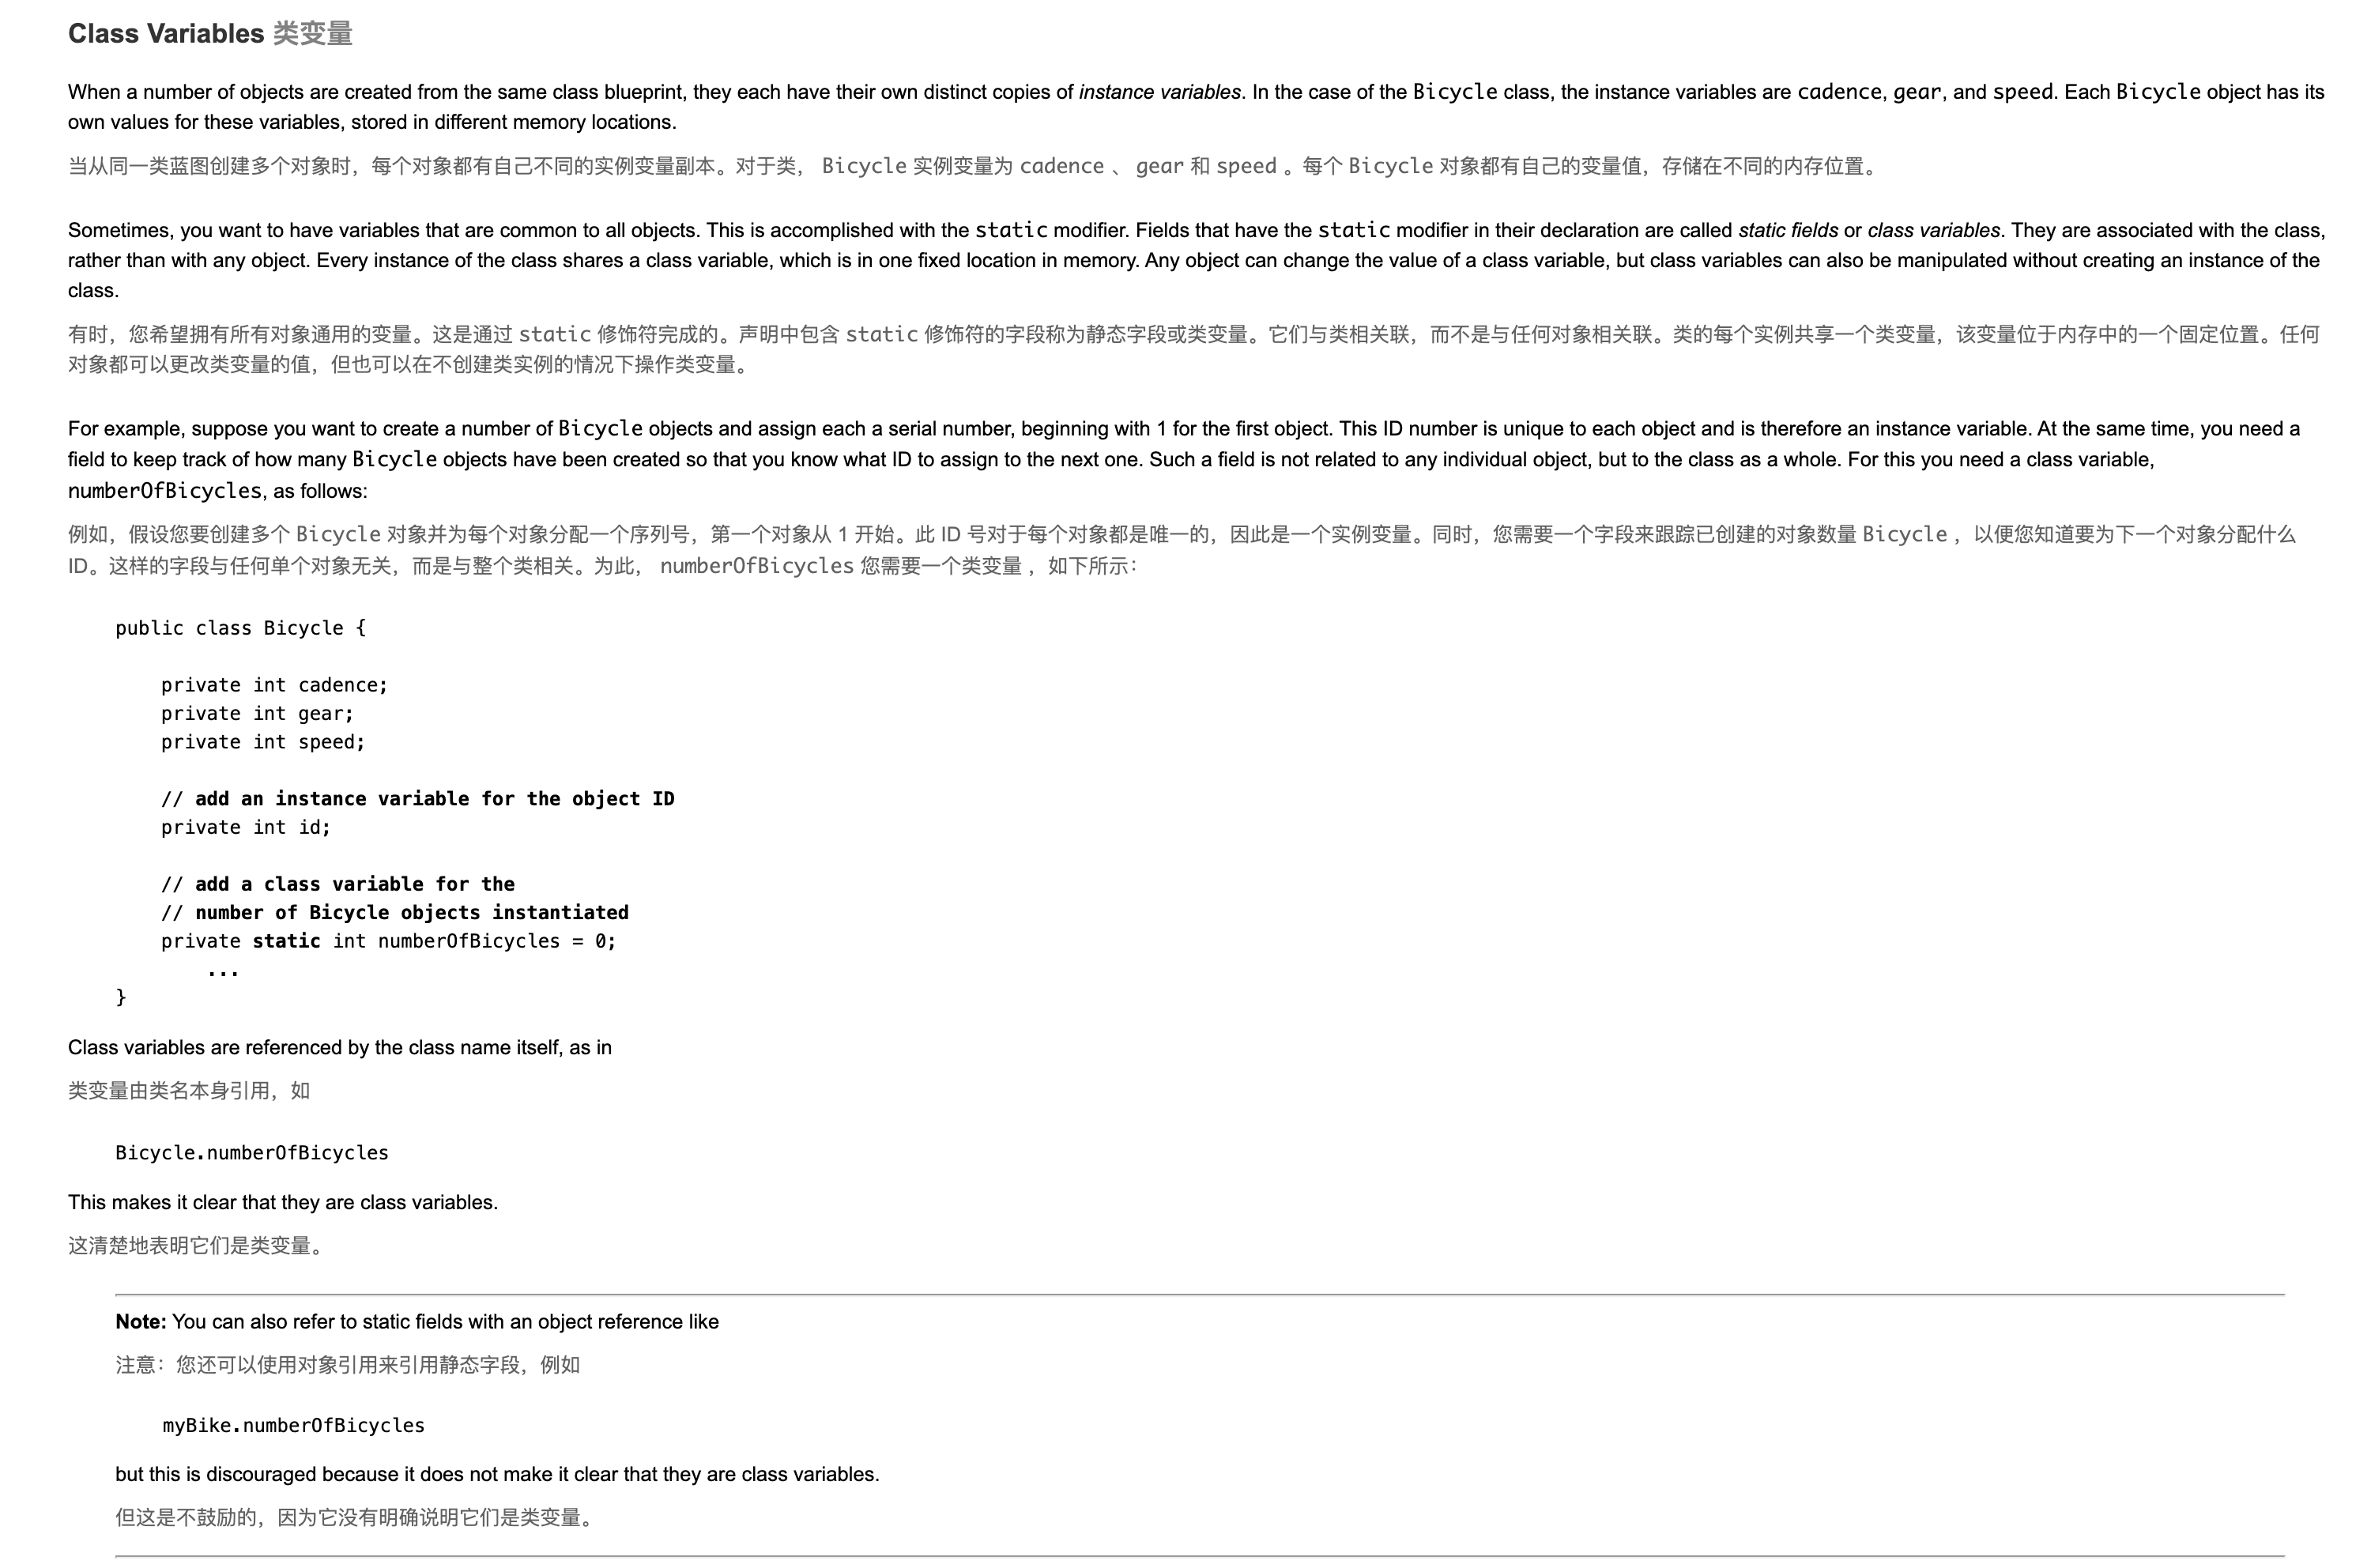 Class Variables 类变量
When a number of objects are created from the same class blueprint, they each have their own distinct copies of instance variables. In the case of the Bicycle class, the instance variables are cadence, gear, and speed. Each Bicycle object has its
own values for these variables, stored in different memory locations.
当从同一类蓝图创建多个对象时，每个对象都有自己不同的实例变量副本。对于类， Bicycle 实例变量为 cadence 、 gear 和 speed 。每个 Bicycle 对象都有自己的变量值，存储在不同的内存位置。
Sometimes, you want to have variables that are common to all objects. This is accomplished with the static modifier. Fields that have the static modifier in their declaration are called static fields or class variables. They are associated with the class,
rather than with any object. Every instance of the class shares a class variable, which is in one fixed location in memory. Any object can change the value of a class variable, but class variables can also be manipulated without creating an instance of the
class.
有时，您希望拥有所有对象通用的变量。这是通过 static 修饰符完成的。声明中包含 static 修饰符的字段称为静态字段或类变量。它们与类相关联，而不是与任何对象相关联。类的每个实例共享一个类变量，该变量位于内存中的一个固定位置。任何
对象都可以更改类变量的值，但也可以在不创建类实例的情况下操作类变量。
For example, suppose you want to create a number of Bicycle objects and assign each a serial number, beginning with 1 for the first object. This ID number is unique to each object and is therefore an instance variable. At the same time, you need a
field to keep track of how many Bicycle objects have been created so that you know what ID to assign to the next one. Such a field is not related to any individual object, but to the class as a whole. For this you need a class variable,
numberOfBicycles, as follows:
例如，假设您要创建多个 Bicycle 对象并为每个对象分配一个序列号，第一个对象从 1 开始。此 ID 号对于每个对象都是唯一的，因此是一个实例变量。同时，您需要一个字段来跟踪已创建的对象数量 Bicycle ，以便您知道要为下一个对象分配什么
ID。这样的字段与任何单个对象无关，而是与整个类相关。为此， numberOfBicycles 您需要一个类变量 ，如下所示：
public class Bicycle {
private int cadence;
private int gear;
private int speed;
// add an instance variable for the object ID
private int id;
// add a class variable for the
// number of Bicycle objects instantiated
private static int numberOfBicycles = 0;
...
}
Class variables are referenced by the class name itself, as in
类变量由类名本身引用，如
Bicycle.numberOfBicycles
This makes it clear that they are class variables.
这清楚地表明它们是类变量。
Note: You can also refer to static fields with an object reference like
注意：您还可以使用对象引用来引用静态字段，例如
myBike.numberOfBicycles
but this is discouraged because it does not make it clear that they are class variables.
但这是不鼓励的，因为它没有明确说明它们是类变量。